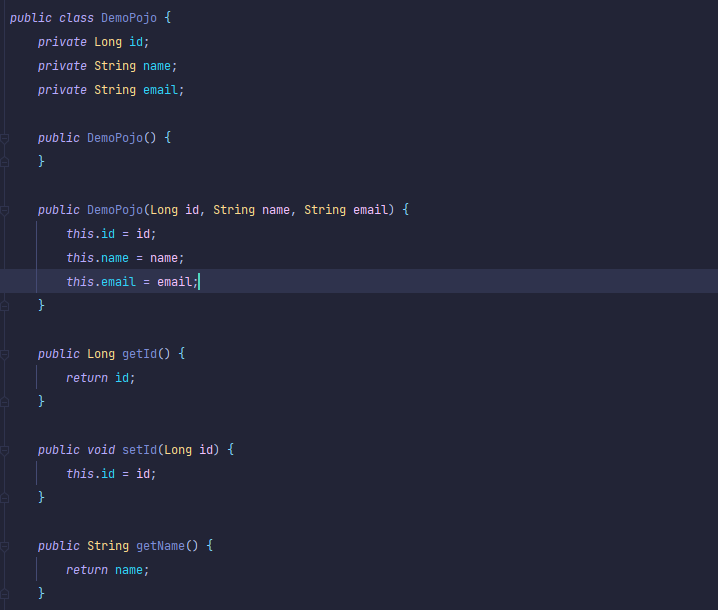 public class DemoPojo {
    private Long id;
    private String name;
    private String email;

    public DemoPojo() {
    }

    public DemoPojo(Long id, String name, String email) {
        this.id = id;
        this.name = name;
        this.email = email;
    }

    public Long getId() {
        return id;
    }

    public void setId(Long id) {
        this.id = id;
    }

    public String getName() {
        return name;
    }